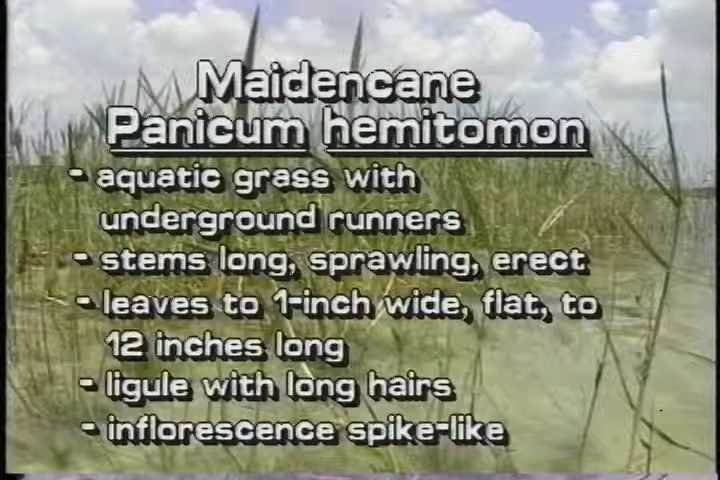 Maidencane
Panicum hemitomon
- aquatic grass with
underground runners
- stems long, sprawling, erect
- leaves to 1-inch wide, flat, to
12 inches long
- ligule with long hairs
- inflorescence spike-like